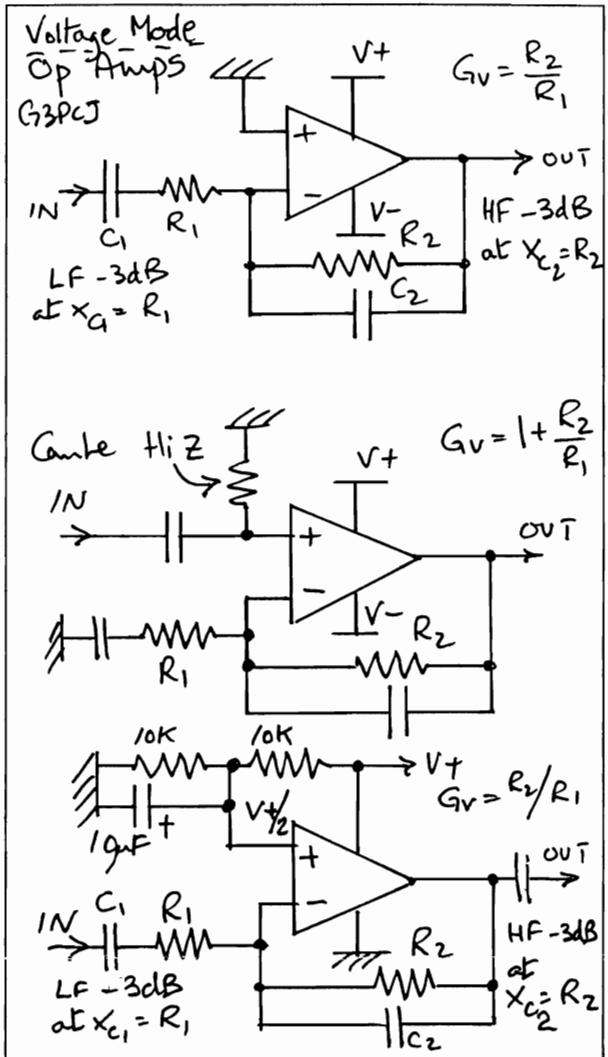 Voltage Mode
Op Amps
G3PCJ
V+
Gv = R2/R1
+
−
OUT
IN
C1
R1
V−
R2
C2
HF -3dB
at Xc2 = R2
LF -3dB
at Xc1 = R1
Can be Hi Z
Gv = 1 + R2/R1
V+
IN
+
−
OUT
V−
R1
R2
10K
10K
V+
Gv = R2/R1
V+/2
10µF
+
+
−
OUT
IN
C1
R1
R2
C2
HF -3dB
at
Xc2 = R2
LF -3dB
at Xc1 = R1